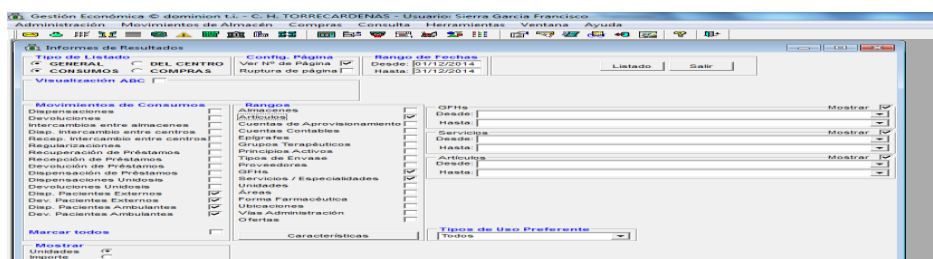 Gestión Económica © dominion t.i. - C. H. TORRECARDENAS - Usuario: Sierra García Francisco
Administración Movimientos de Almacén Compras Consulta Herramientas Ventana Ayuda
Informes de Resultados
Tipo de Listado
GENERAL DEL CENTRO
CONSUMOS COMPRAS
Config. Página
Ver Nº de Página
Ruptura de página
Rango de Fechas
Desde: 01/12/2014
Hasta: 31/12/2014
Listado Salir
Visualización ABC
Movimientos de Consumos
Dispensaciones
Devoluciones
Intercambios entre almacenes
Disp. Intercambio entre centros
Recep. Intercambio entre centros
Regularizaciones
Recuperación de Préstamos
Recepción de Préstamos
Devolución de Préstamos
Dispensación de Préstamos
Dispensaciones Unidosis
Devoluciones Unidosis
Disp. Pacientes Externos
Dev. Pacientes Externos
Disp. Pacientes Ambulantes
Dev. Pacientes Ambulantes
Marcar todos
Rangos
Almacenes
Artículos
Cuentas de Aprovisionamiento
Cuentas Contables
Epígrafes
Grupos Terapéuticos
Principios Activos
Tipos de Envase
Proveedores
GFHs
Servicios / Especialidades
Unidades
Áreas
Forma Farmacéutica
Ubicaciones
Vías Administración
Ofertas
Características
GFHs Mostrar
Desde:
Hasta:
Servicios Mostrar
Desde:
Hasta:
Artículos Mostrar
Desde:
Hasta:
Tipos de Uso Preferente
Todos
Mostrar
Unidades
Importe